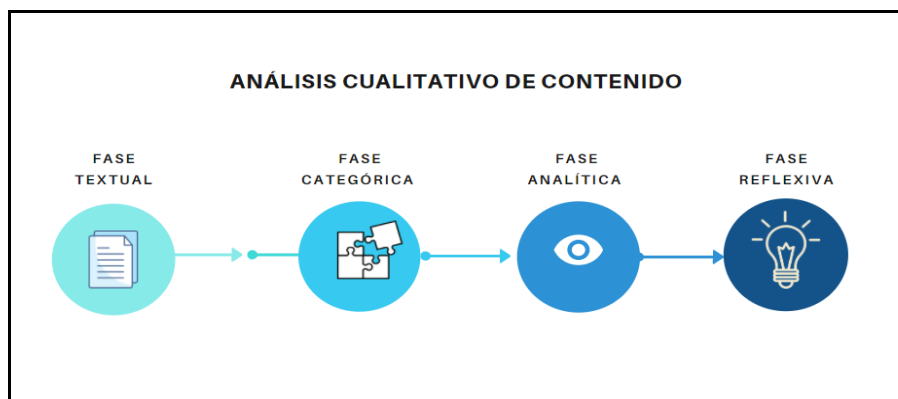 ANÁLISIS CUALITATIVO DE CONTENIDO
FASE
TEXTUAL
FASE
CATEGÓRICA
FASE
ANALÍTICA
FASE
REFLEXIVA